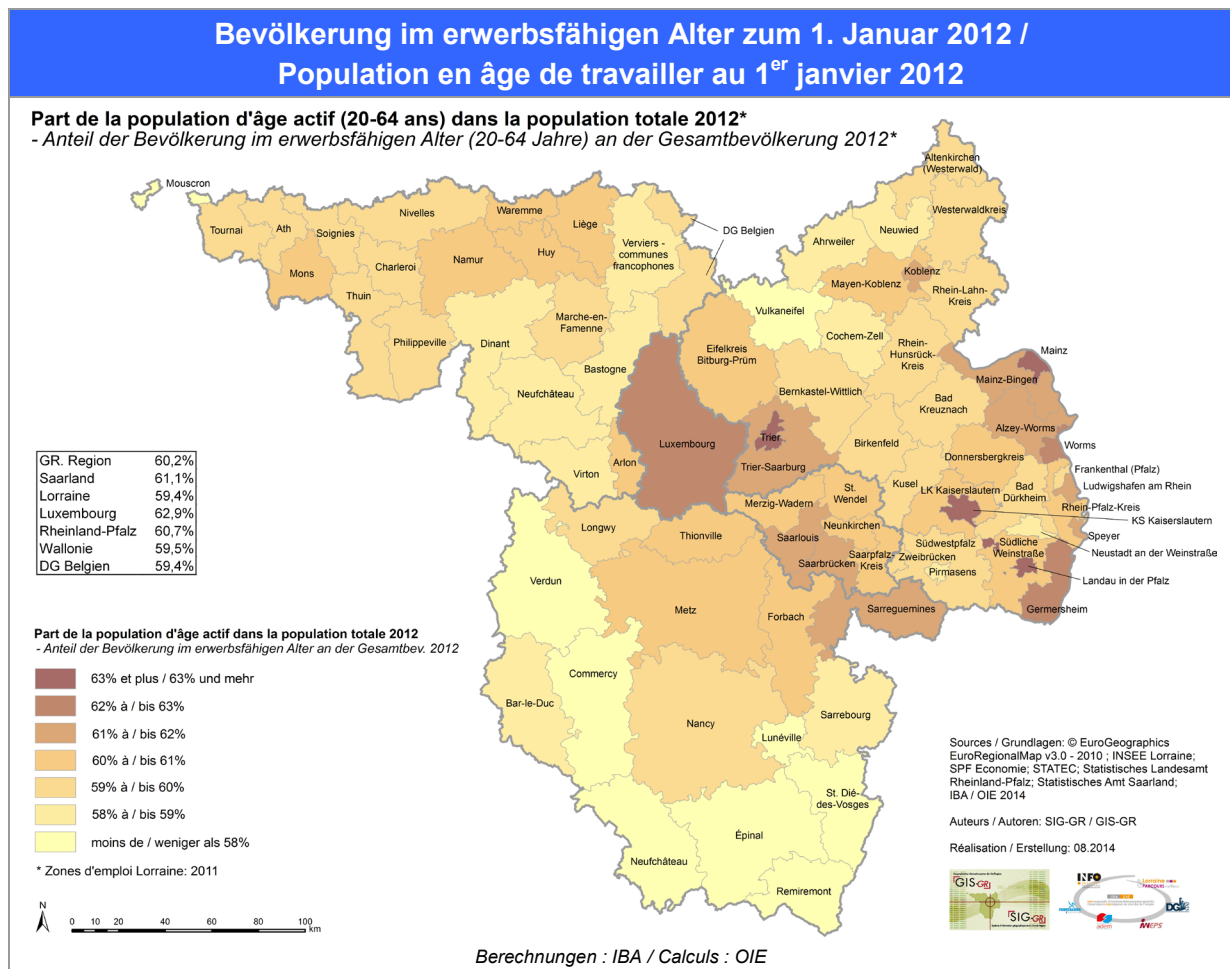 Bevölkerung im erwerbsfähigen Alter zum 1. Januar 2012 /
Population en âge de travailler au 1er janvier 2012
Part de la population d'âge actif (20-64 ans) dans la population totale 2012*
- Anteil der Bevölkerung im erwerbsfähigen Alter (20-64 Jahre) an der Gesamtbevölkerung 2012*
Mouscron
Tournai
Ath
Soignies
Nivelles
Waremme
Liège
Mons
Charleroi
Namur
Huy
Verviers -
communes
francophones
DG Belgien
Thuin
Philippeville
Dinant
Marche-en-
Famenne
Bastogne
Neufchâteau
Virton
Arlon
Luxembourg
Altenkirchen
(Westerwald)
Westerwaldkreis
Neuwied
Ahrweiler
Koblenz
Mayen-Koblenz
Rhein-Lahn-
Kreis
Vulkaneifel
Cochem-Zell
Eifelkreis
Bitburg-Prüm
Rhein-
Hunsrück-
Kreis
Mainz
Mainz-Bingen
Bernkastel-Wittlich
Bad
Kreuznach
Alzey-Worms
Trier
Birkenfeld
Worms
Trier-Saarburg
Donnersbergkreis
Frankenthal (Pfalz)
Ludwigshafen am Rhein
Kusel
LK Kaiserslautern
Bad
Dürkheim
Rhein-Pfalz-Kreis
KS Kaiserslautern
Merzig-Wadern
St.
Wendel
Neunkirchen
Saarlouis
Saarbrücken
Saarpfalz-
Kreis
Südwestpfalz
Zweibrücken
Pirmasens
Südliche
Weinstraße
Speyer
Neustadt an der Weinstraße
Landau in der Pfalz
Germersheim
Longwy
Thionville
Verdun
Metz
Forbach
Sarreguemines
Commercy
Bar-le-Duc
Nancy
Sarrebourg
Lunéville
St. Dié-
des-Vosges
Épinal
Neufchâteau
Remiremont
GR. Region 60,2%
Saarland 61,1%
Lorraine 59,4%
Luxembourg 62,9%
Rheinland-Pfalz 60,7%
Wallonie 59,5%
DG Belgien 59,4%
Part de la population d'âge actif dans la population totale 2012
- Anteil der Bevölkerung im erwerbsfähigen Alter an der Gesamtbev. 2012
63% et plus / 63% und mehr
62% à / bis 63%
61% à / bis 62%
60% à / bis 61%
59% à / bis 60%
58% à / bis 59%
moins de / weniger als 58%
* Zones d'emploi Lorraine: 2011
N
0 10 20 40 60 80 100
km
Sources / Grundlagen: © EuroGeographics
EuroRegionalMap v3.0 - 2010 ; INSEE Lorraine;
SPF Economie; STATEC; Statistisches Landesamt
Rheinland-Pfalz; Statistisches Amt Saarland;
IBA / OIE 2014
Auteurs / Autoren: SIG-GR / GIS-GR
Réalisation / Erstellung: 08.2014
GIS-GR
SIG-GR
INFO
Lorraine
PARCOURS
adem
DG
Berechnungen : IBA / Calculs : OIE